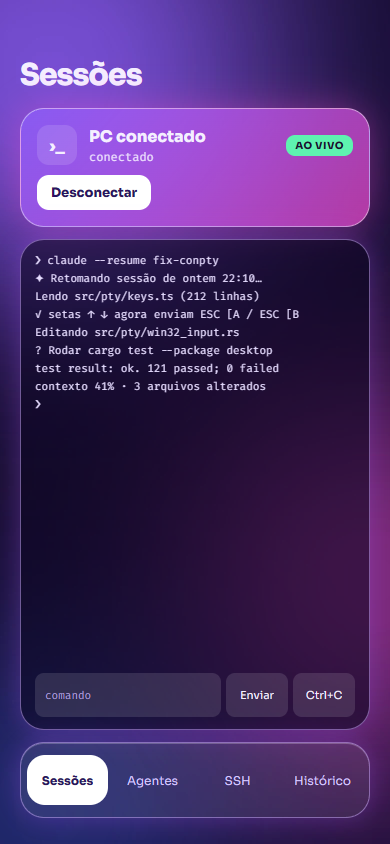 Sessões
›_
PC conectado
conectado
AO VIVO
Desconectar
❯ claude --resume fix-conpty
✦ Retomando sessão de ontem 22:10…
Lendo src/pty/keys.ts (212 linhas)
√ setas ↑ ↓ agora enviam ESC [A / ESC [B
Editando src/pty/win32_input.rs
? Rodar cargo test --package desktop
test result: ok. 121 passed; 0 failed
contexto 41% · 3 arquivos alterados
❯
comando
Enviar
Ctrl+C
Sessões
Agentes
SSH
Histórico